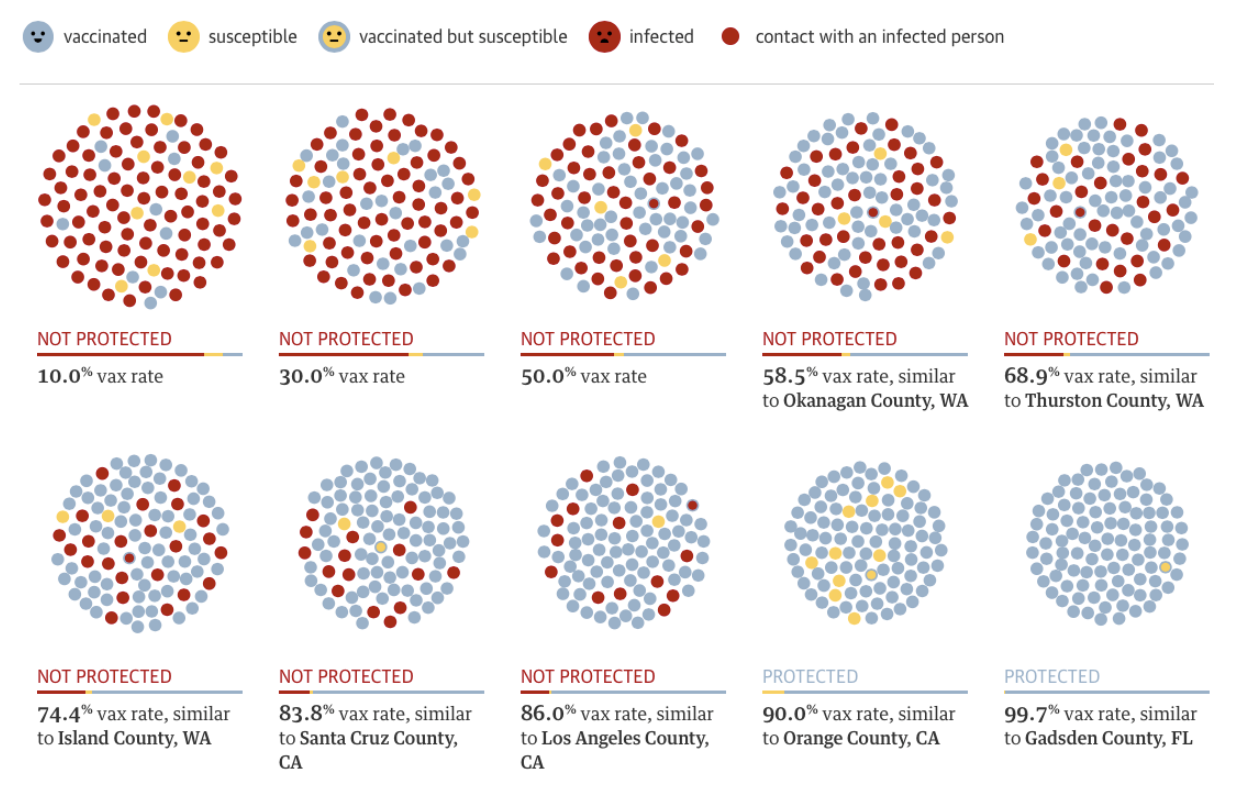 vaccinated susceptible vaccinated but susceptible infected contact with an infected person
NOT PROTECTED NOT PROTECTED NOT PROTECTED NOT PROTECTED NOT PROTECTED
10.0% vax rate 30.0% vax rate 50.0% vax rate 58.5% vax rate, similar 68.9% vax rate, similar
to Okanagan County, WA to Thurston County, WA
NOT PROTECTED NOT PROTECTED NOT PROTECTED PROTECTED PROTECTED
74.4% vax rate, similar 83.8% vax rate, similar 86.0% vax rate, similar 90.0% vax rate, similar 99.7% vax rate, similar
to Island County, WA to Santa Cruz County, to Los Angeles County, to Orange County, CA to Gadsden County, FL
CA CA